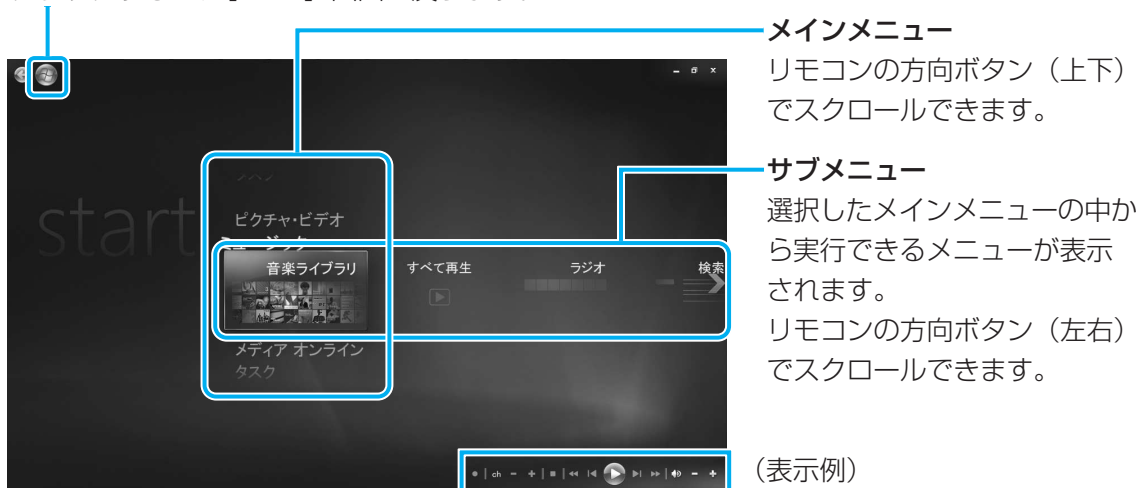 メインメニュー
リモコンの方向ボタン（上下）
でスクロールできます。
サブメニュー
選択したメインメニューの中か
ら実行できるメニューが表示
されます。
リモコンの方向ボタン（左右）
でスクロールできます。
start
ピクチャ・ビデオ
ミュージック
音楽ライブラリ
すべて再生
ラジオ
検索
メディア オンライン
タスク
ch
（表示例）